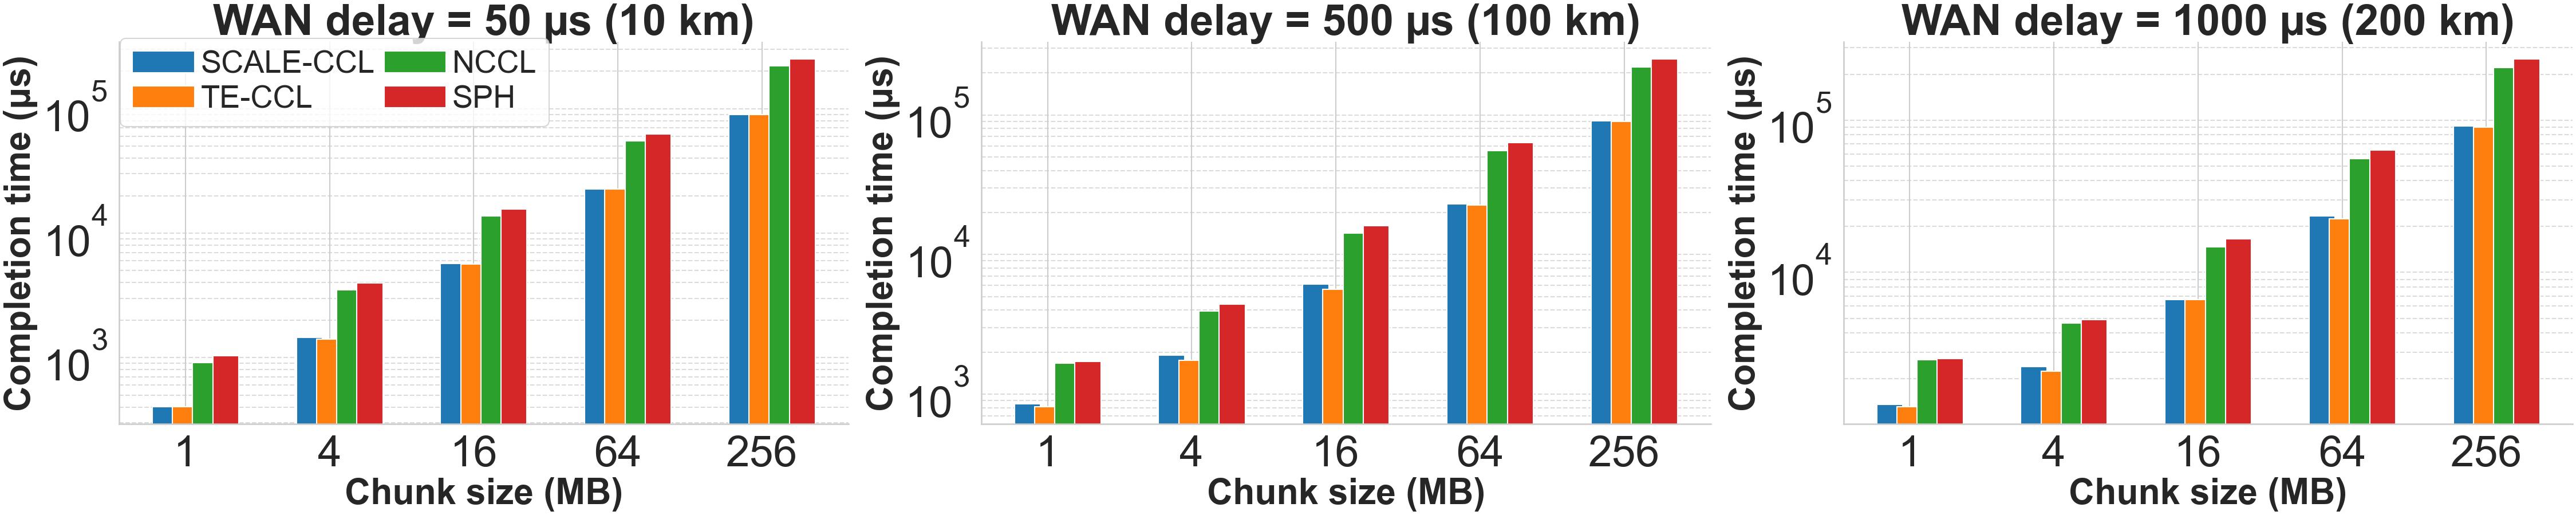 WAN delay = 50 µs (10 km)
Completion time (µs)
SCALE-CCL
TE-CCL
NCCL
SPH
10^5
10^4
10^3
1 4 16 64 256
Chunk size (MB)
WAN delay = 500 µs (100 km)
Completion time (µs)
10^5
10^4
10^3
1 4 16 64 256
Chunk size (MB)
WAN delay = 1000 µs (200 km)
Completion time (µs)
10^5
10^4
1 4 16 64 256
Chunk size (MB)